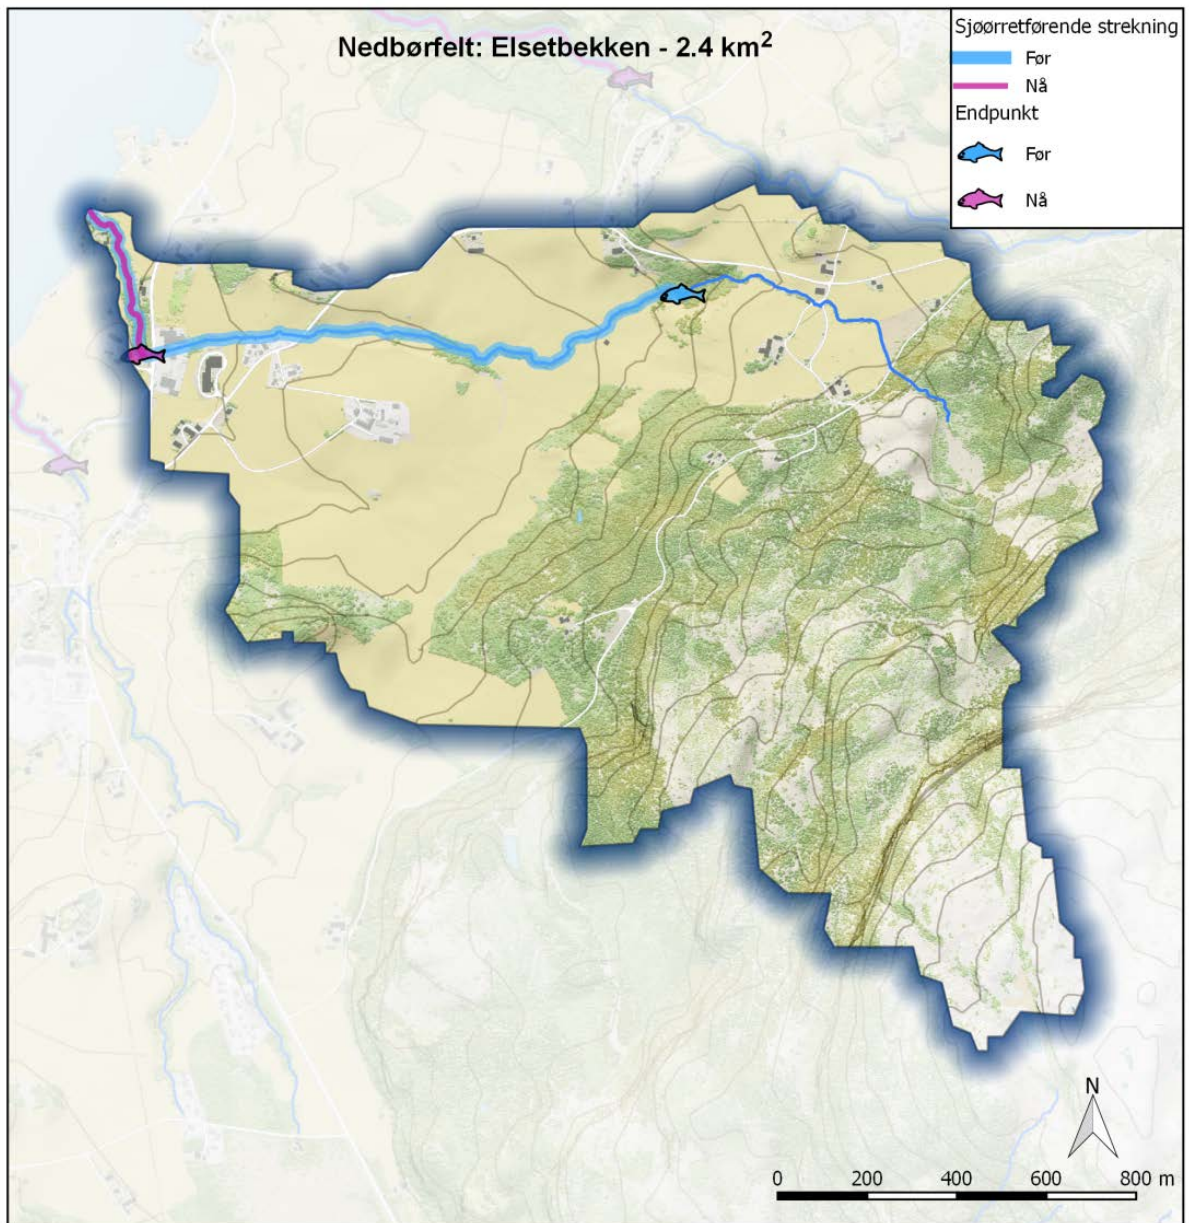 Nedbørfelt: Elsetbekken - 2.4 km²
Sjøørretførende strekning
Før
Nå
Endpunkt
Før
Nå
N
0 200 400 600 800 m